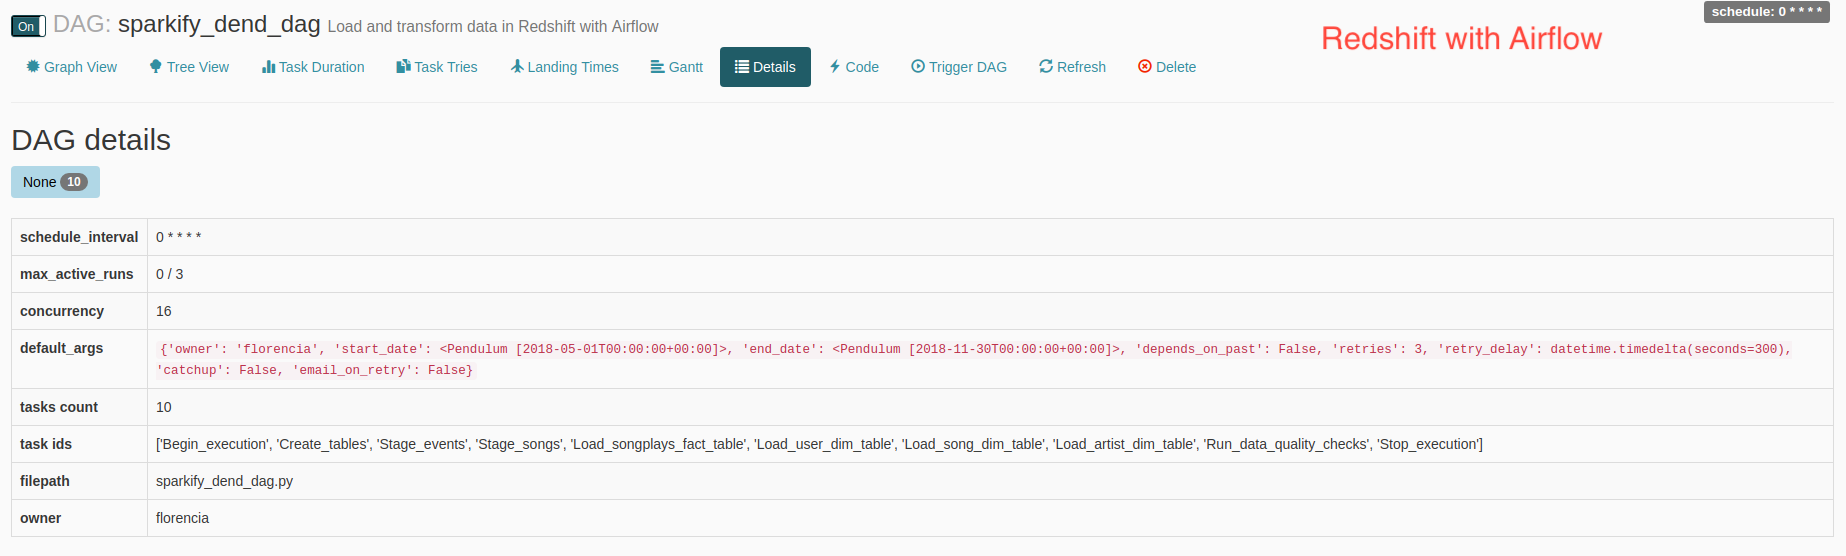 On DAG: sparkify_dend_dag Load and transform data in Redshift with Airflow
schedule: 0 * * * *
Redshift with Airflow
Graph View Tree View Task Duration Task Tries Landing Times Gantt Details Code Trigger DAG Refresh Delete
DAG details
None 10
schedule_interval 0 * * * *
max_active_runs 0 / 3
concurrency 16
default_args {'owner': 'florencia', 'start_date': <Pendulum [2018-05-01T00:00:00+00:00]>, 'end_date': <Pendulum [2018-11-30T00:00:00+00:00]>, 'depends_on_past': False, 'retries': 3, 'retry_delay': datetime.timedelta(seconds=300),
'catchup': False, 'email_on_retry': False}
tasks count 10
task ids ['Begin_execution', 'Create_tables', 'Stage_events', 'Stage_songs', 'Load_songplays_fact_table', 'Load_user_dim_table', 'Load_song_dim_table', 'Load_artist_dim_table', 'Run_data_quality_checks', 'Stop_execution']
filepath sparkify_dend_dag.py
owner florencia